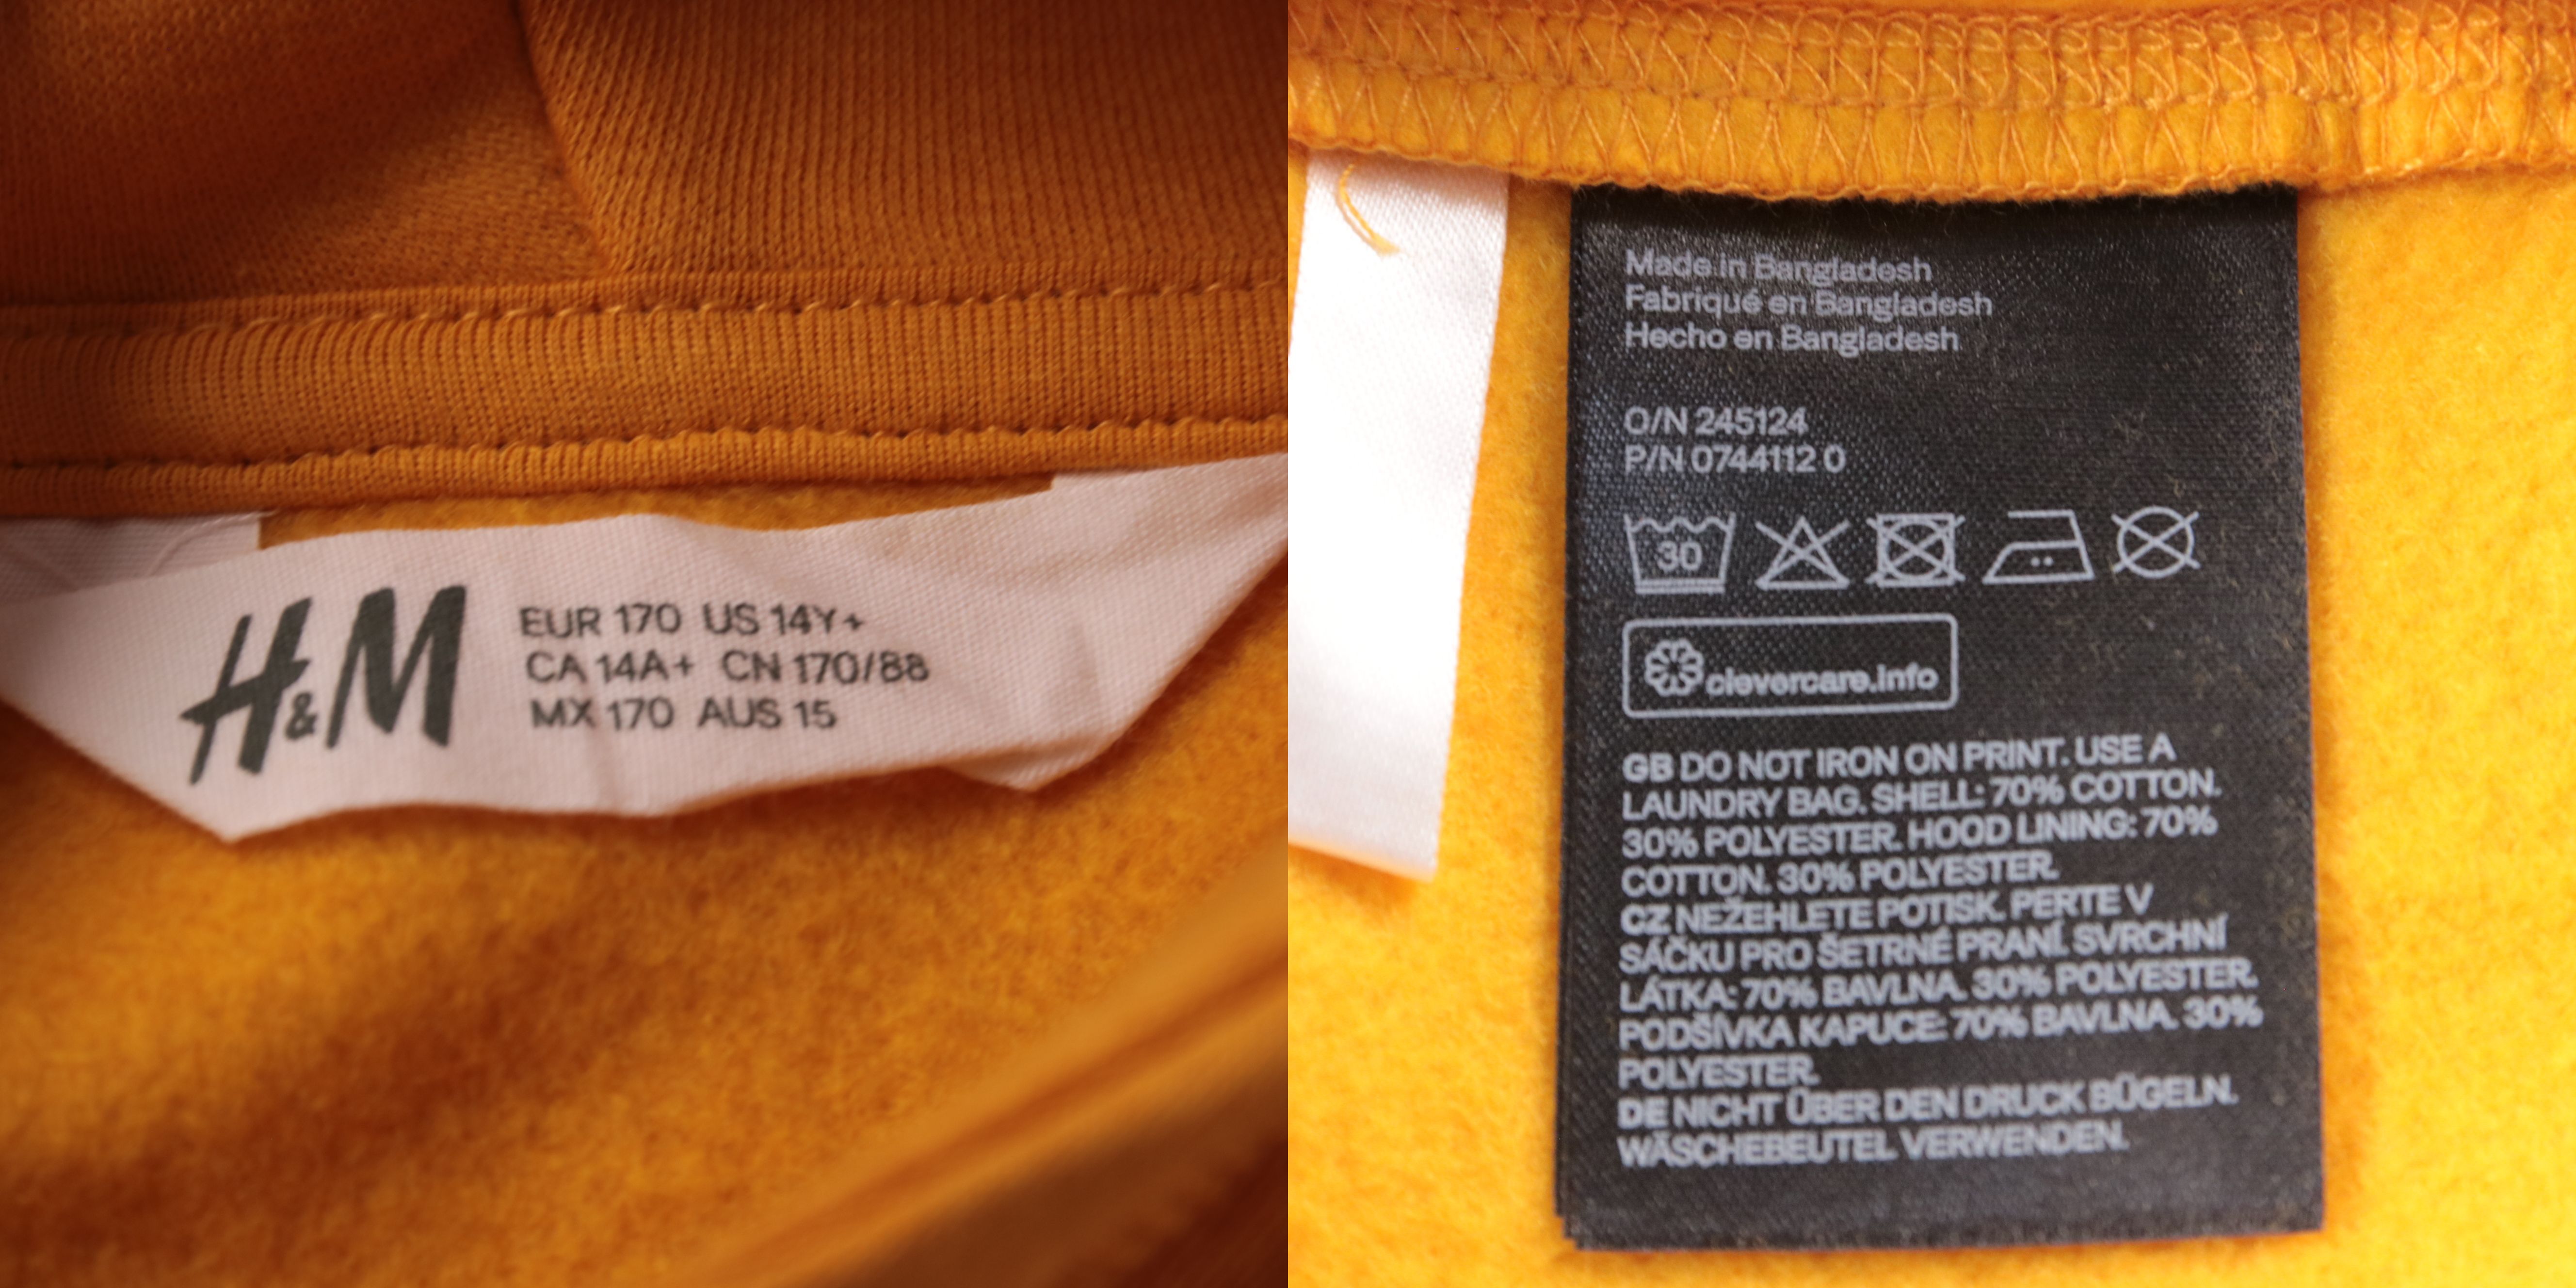 H&M
EUR 170 US 14Y+
CA 14A+ CN 170/88
MX 170 AUS 15
Made in Bangladesh
Fabriqué en Bangladesh
Hecho en Bangladesh
O/N 245124
P/N 0744112 0
30
clevercare.info
GB DO NOT IRON ON PRINT. USE A
LAUNDRY BAG. SHELL: 70% COTTON.
30% POLYESTER. HOOD LINING: 70%
COTTON. 30% POLYESTER.
CZ NEŽEHLETE POTISK. PERTE V
SÁČKU PRO ŠETRNÉ PRANÍ. SVRCHNÍ
LÁTKA: 70% BAVLNA. 30% POLYESTER.
PODŠÍVKA KAPUCE: 70% BAVLNA. 30%
POLYESTER.
DE NICHT ÜBER DEN DRUCK BÜGELN.
WÄSCHEBEUTEL VERWENDEN.